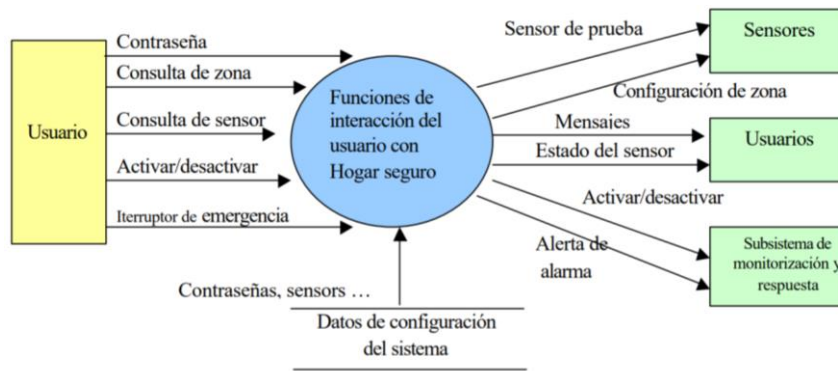 Contraseña
Consulta de zona
Usuario
Consulta de sensor
Activar/desactivar
Iterruptor de emergencia
Funciones de
interacción del
usuario con
Hogar seguro
Sensor de prueba
Sensores
Configuración de zona
Mensajes
Usuarios
Estado del sensor
Activar/desactivar
Alerta de
alarma
Subsistema de
monitorización y
respuesta
Contraseñas, sensors …
Datos de configuración
del sistema